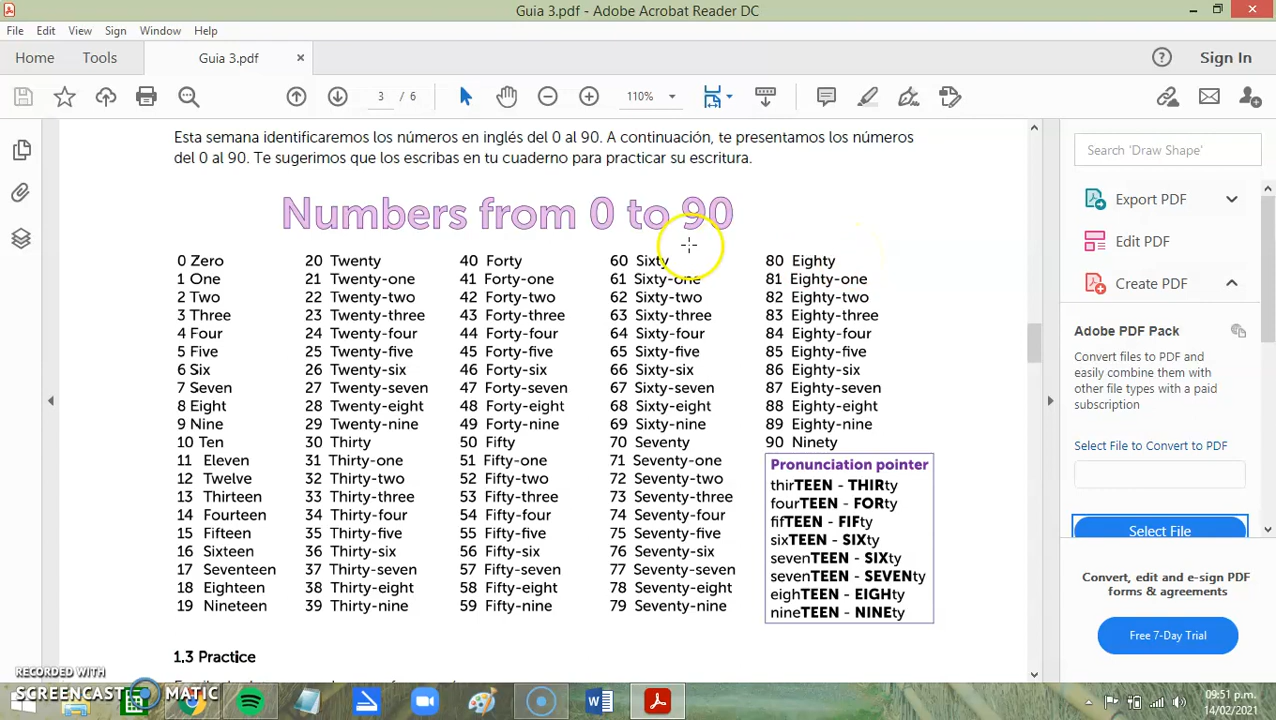 Guia 3.pdf - Adobe Acrobat Reader DC
File Edit View Sign Window Help
Home Tools Guia 3.pdf × Sign In
3 / 6 110%
Esta semana identificaremos los números en inglés del 0 al 90. A continuación, te presentamos los números
del 0 al 90. Te sugerimos que los escribas en tu cuaderno para practicar su escritura.
Numbers from 0 to 90
0 Zero 20 Twenty 40 Forty 60 Sixty 80 Eighty
1 One 21 Twenty-one 41 Forty-one 61 Sixty-one 81 Eighty-one
2 Two 22 Twenty-two 42 Forty-two 62 Sixty-two 82 Eighty-two
3 Three 23 Twenty-three 43 Forty-three 63 Sixty-three 83 Eighty-three
4 Four 24 Twenty-four 44 Forty-four 64 Sixty-four 84 Eighty-four
5 Five 25 Twenty-five 45 Forty-five 65 Sixty-five 85 Eighty-five
6 Six 26 Twenty-six 46 Forty-six 66 Sixty-six 86 Eighty-six
7 Seven 27 Twenty-seven 47 Forty-seven 67 Sixty-seven 87 Eighty-seven
8 Eight 28 Twenty-eight 48 Forty-eight 68 Sixty-eight 88 Eighty-eight
9 Nine 29 Twenty-nine 49 Forty-nine 69 Sixty-nine 89 Eighty-nine
10 Ten 30 Thirty 50 Fifty 70 Seventy 90 Ninety
11 Eleven 31 Thirty-one 51 Fifty-one 71 Seventy-one
12 Twelve 32 Thirty-two 52 Fifty-two 72 Seventy-two
13 Thirteen 33 Thirty-three 53 Fifty-three 73 Seventy-three
14 Fourteen 34 Thirty-four 54 Fifty-four 74 Seventy-four
15 Fifteen 35 Thirty-five 55 Fifty-five 75 Seventy-five
16 Sixteen 36 Thirty-six 56 Fifty-six 76 Seventy-six
17 Seventeen 37 Thirty-seven 57 Fifty-seven 77 Seventy-seven
18 Eighteen 38 Thirty-eight 58 Fifty-eight 78 Seventy-eight
19 Nineteen 39 Thirty-nine 59 Fifty-nine 79 Seventy-nine
Pronunciation pointer
thirTEEN - THIRty
fourTEEN - FORty
fifTEEN - FIFty
sixTEEN - SIXty
sevenTEEN - SIXty
sevenTEEN - SEVENty
eighTEEN - EIGHty
nineTEEN - NINEty
1.3 Practice
Search 'Draw Shape'
Export PDF
Edit PDF
Create PDF
Adobe PDF Pack
Convert files to PDF and
easily combine them with
other file types with a paid
subscription
Select File to Convert to PDF
Select File
Convert, edit and e-sign PDF
forms & agreements
Free 7-Day Trial
RECORDED WITH
SCREENCAST MATIC
09:51 p.m.
14/02/2021